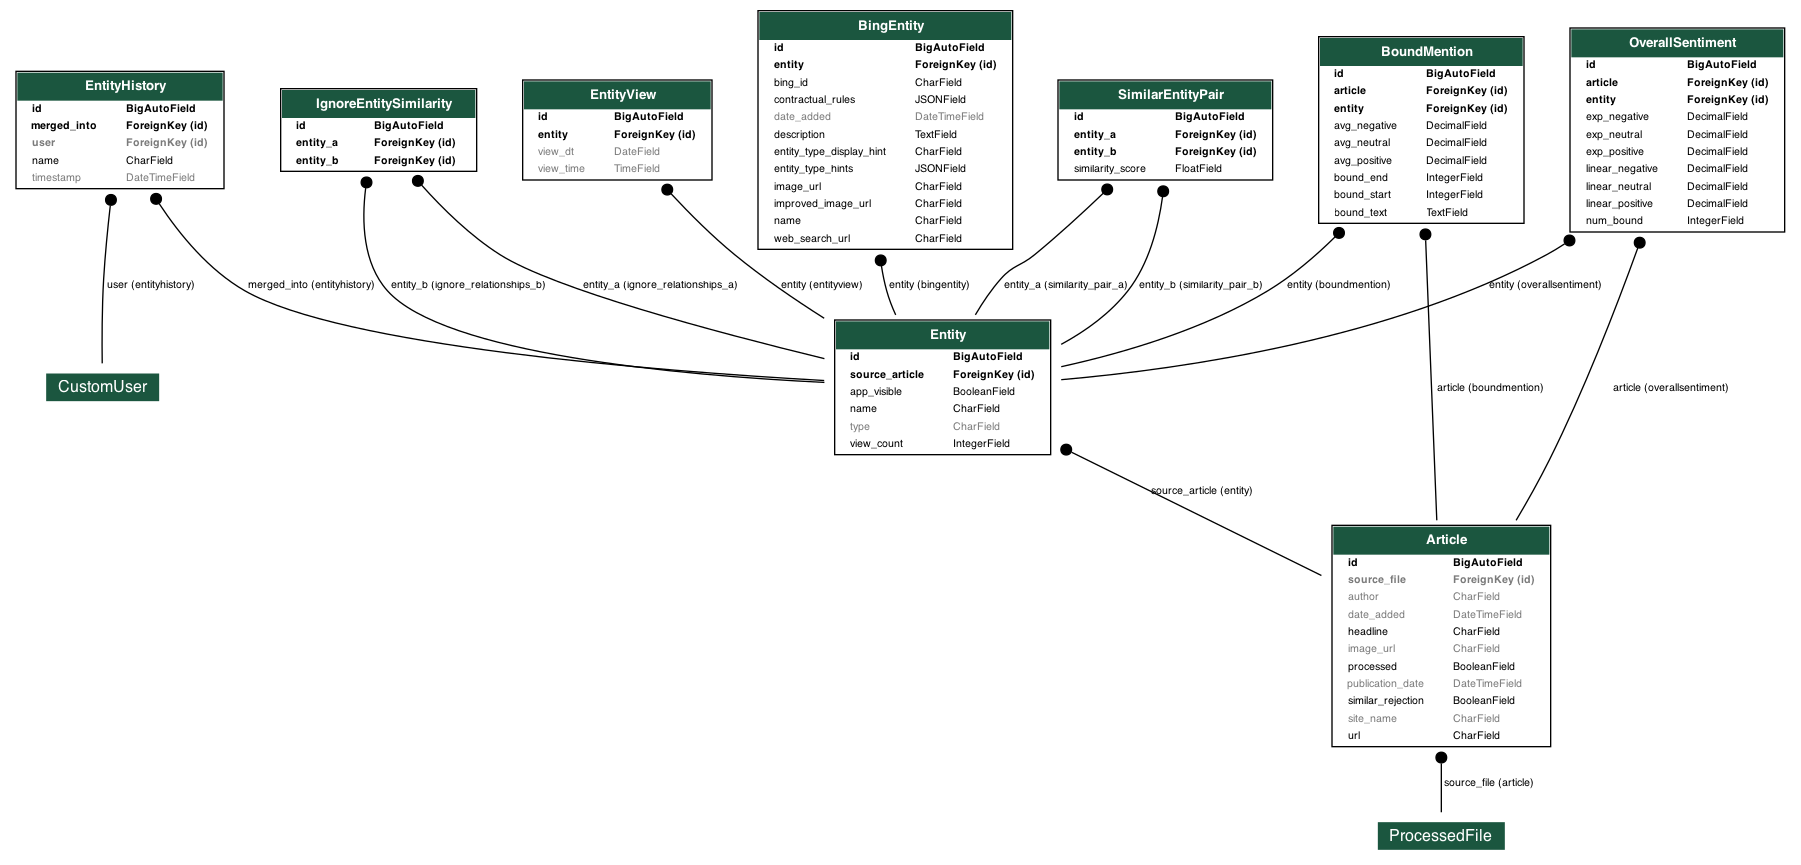 EntityHistory
id BigAutoField
merged_into ForeignKey (id)
user ForeignKey (id)
name CharField
timestamp DateTimeField
IgnoreEntitySimilarity
id BigAutoField
entity_a ForeignKey (id)
entity_b ForeignKey (id)
EntityView
id BigAutoField
entity ForeignKey (id)
view_dt DateField
view_time TimeField
BingEntity
id BigAutoField
entity ForeignKey (id)
bing_id CharField
contractual_rules JSONField
date_added DateTimeField
description TextField
entity_type_display_hint CharField
entity_type_hints JSONField
image_url CharField
improved_image_url CharField
name CharField
web_search_url CharField
SimilarEntityPair
id BigAutoField
entity_a ForeignKey (id)
entity_b ForeignKey (id)
similarity_score FloatField
BoundMention
id BigAutoField
article ForeignKey (id)
entity ForeignKey (id)
avg_negative DecimalField
avg_neutral DecimalField
avg_positive DecimalField
bound_end IntegerField
bound_start IntegerField
bound_text TextField
OverallSentiment
id BigAutoField
article ForeignKey (id)
entity ForeignKey (id)
exp_negative DecimalField
exp_neutral DecimalField
exp_positive DecimalField
linear_negative DecimalField
linear_neutral DecimalField
linear_positive DecimalField
num_bound IntegerField
user (entityhistory)
merged_into (entityhistory)
entity_b (ignore_relationships_b)
entity_a (ignore_relationships_a)
entity (entityview)
entity (bingentity)
entity_a (similarity_pair_a)
entity_b (similarity_pair_b)
entity (boundmention)
entity (overallsentiment)
CustomUser
Entity
id BigAutoField
source_article ForeignKey (id)
app_visible BooleanField
name CharField
type CharField
view_count IntegerField
article (boundmention)
article (overallsentiment)
source_article (entity)
Article
id BigAutoField
source_file ForeignKey (id)
author CharField
date_added DateTimeField
headline CharField
image_url CharField
processed BooleanField
publication_date DateTimeField
similar_rejection BooleanField
site_name CharField
url CharField
source_file (article)
ProcessedFile